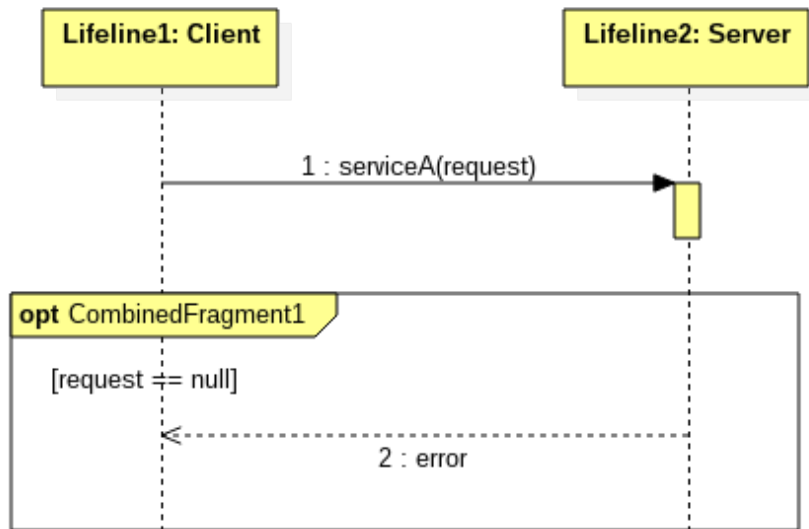 Lifeline1: Client
Lifeline2: Server
1 : serviceA(request)
opt CombinedFragment1
[request == null]
2 : error